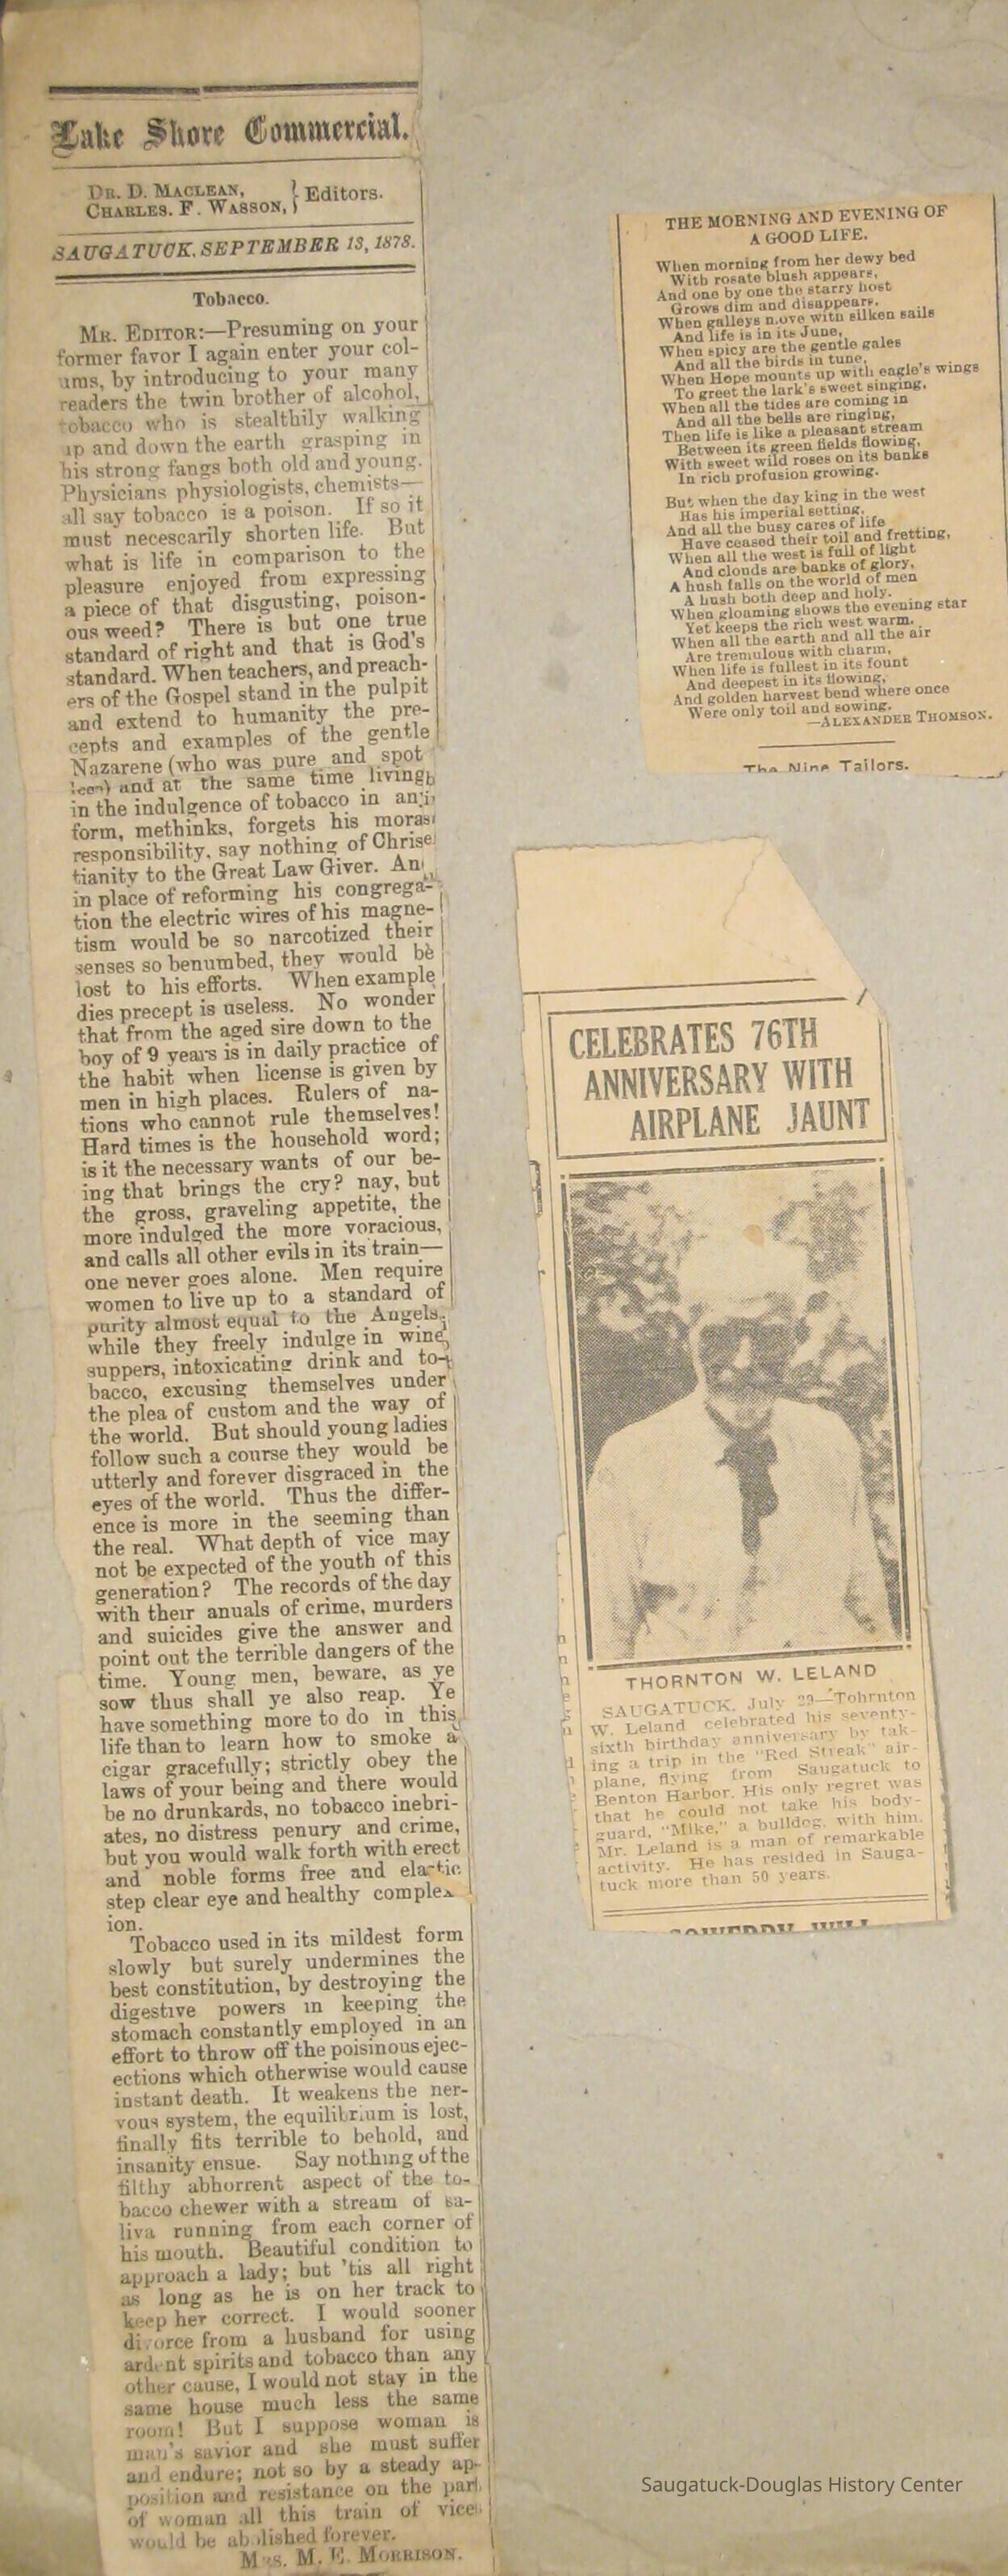 Lake Shore Commercial.
DR. D. MACLEAN,
CHARLES. F. WASSON, } Editors.
SAUGATUCK, SEPTEMBER 13, 1878.
Tobacco.
MR. EDITOR:—Presuming on your
former favor I again enter your col-
ums, by introducing to your many
readers the twin brother of alcohol,
tobacco who is stealthily walking
up and down the earth grasping in
his strong fangs both old and young.
Physicians physiologists, chemists—
all say tobacco is a poison. If so it
must necescarily shorten life. But
what is life in comparison to the
pleasure enjoyed from expressing
a piece of that disgusting, poison-
ous weed? There is but one true
standard of right and that is God's
standard. When teachers, and preach-
ers of the Gospel stand in the pulpit
and extend to humanity the pre-
cepts and examples of the gentle
Nazarene (who was pure and spot
and at the same time living
in the indulgence of tobacco in
form, methinks, forgets his
responsibility, say nothing of
tianity to the Great Law Giver.
in place of reforming his congrega-
tion the electric wires of his magne-
tism would be so narcotized their
senses so benumbed, they would be
lost to his efforts. When example
dies precept is useless. No wonder
that from the aged sire down to the
boy of 9 years is in daily practice of
the habit when license is given by
men in high places. Rulers of na-
tions who cannot rule themselves!
Hard times is the household word;
is it the necessary wants of our be-
ing that brings the cry? nay, but
the gross, graveling appetite, the
more indulged the more voracious,
and calls all other evils in its train—
one never goes alone. Men require
women to live up to a standard of
purity almost equal to the Angels,
while they freely indulge in wine
suppers, intoxicating drink and to-
bacco, excusing themselves under
the plea of custom and the way of
the world. But should young ladies
follow such a course they would be
utterly and forever disgraced in the
eyes of the world. Thus the differ-
ence is more in the seeming than
the real. What depth of vice may
not be expected of the youth of this
generation? The records of the day
with their anuals of crime, murders
and suicides give the answer and
point out the terrible dangers of the
time. Young men, beware, as ye
sow thus shall ye also reap. Ye
have something more to do in this
life than to learn how to smoke a
cigar gracefully; strictly obey the
laws of your being and there would
be no drunkards, no tobacco inebri-
ates, no distress penury and crime,
but you would walk forth with erect
and noble forms free and elastic
step clear eye and healthy complex
ion.
Tobacco used in its mildest form
slowly but surely undermines the
best constitution, by destroying the
digestive powers in keeping the
stomach constantly employed in an
effort to throw off the poisinous ejec-
ections which otherwise would cause
instant death. It weakens the ner-
vous system, the equilibrium is lost,
finally fits terrible to behold, and
insanity ensue. Say nothing of the
filthy abhorrent aspect of the to-
bacco chewer with a stream of sa-
liva running from each corner of
his mouth. Beautiful condition to
approach a lady; but 'tis all right
as long as he is on her track to
keep her correct. I would sooner
divorce from a husband for using
ardent spirits and tobacco than any
other cause, I would not stay in the
same house much less the same
room! But I suppose woman is
man's savior and she must suffer
and endure; not so by a steady ap-
position and resistance on the part
of woman all this train of vice
would be abolished forever.
MRS. M. E. MORRISON.
THE MORNING AND EVENING OF
A GOOD LIFE.
When morning from her dewy bed
With rosate blush appears,
And one by one the starry host
Grows dim and disappears.
When galleys move with silken sails
And life is in its June,
When spicy are the gentle gales
And all the birds in tune,
When Hope mounts up with eagle's wings
To greet the lark's sweet singing,
When all the tides are coming in
And all the bells are ringing,
Then life is like a pleasant stream
Between its green fields flowing,
With sweet wild roses on its banks
In rich profusion growing.
But when the day king in the west
Has his imperial setting,
And all the busy cares of life
Have ceased their toil and fretting,
When all the west is full of light
And clouds are banks of glory,
A hush falls on the world of men
A hush both deep and holy.
When gloaming shows the evening star
Yet keeps the rich west warm.
When all the earth and all the air
Are tremulous with charm,
When life is fullest in its fount
And deepest in its flowing,
And golden harvest bend where once
Were only toil and sowing.
—ALEXANDER THOMSON.
The Nine Tailors.
CELEBRATES 76TH
ANNIVERSARY WITH
AIRPLANE JAUNT
THORNTON W. LELAND
SAUGATUCK, July 29—Tohrnton
W. Leland celebrated his seventy-
sixth birthday anniversary by tak-
ing a trip in the "Red Streak" air-
plane, flying from Saugatuck to
Benton Harbor. His only regret was
that he could not take his body-
guard, "Mike," a bulldog, with him.
Mr. Leland is a man of remarkable
activity. He has resided in Sauga-
tuck more than 50 years.
Saugatuck-Douglas History Center